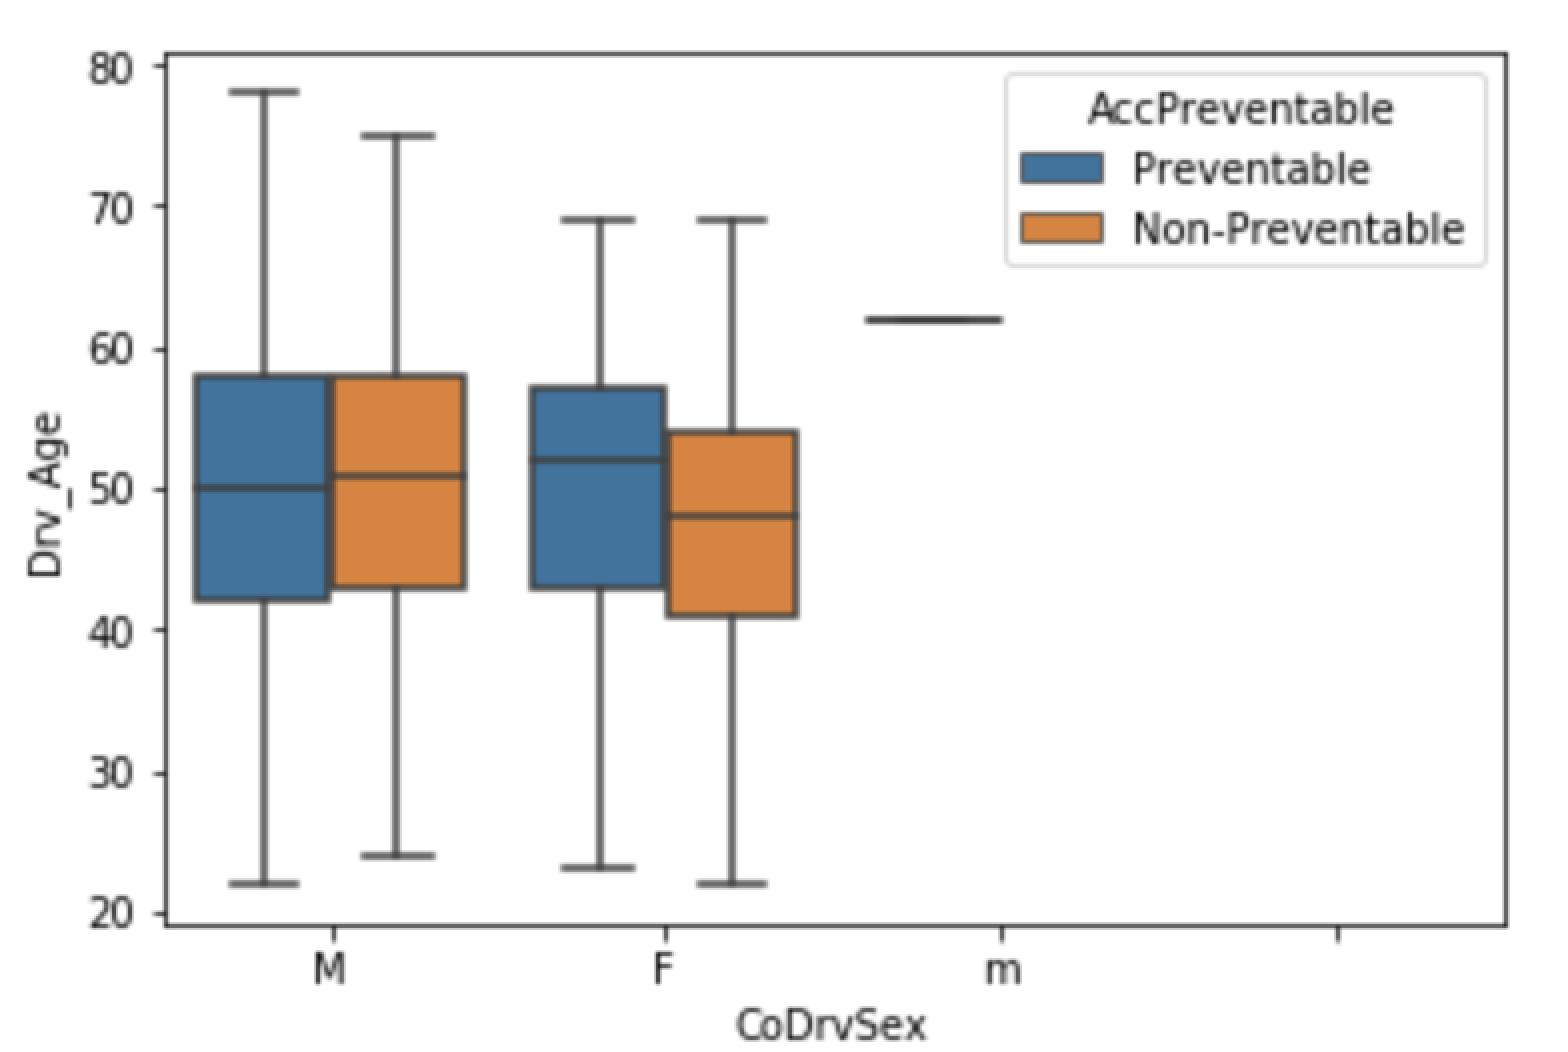 80
70
60
50
40
30
20
Drv_Age
M
F
m
CoDrvSex
AccPreventable
Preventable
Non-Preventable